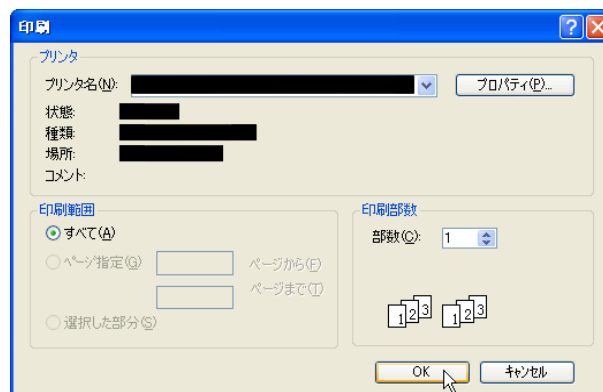 印刷
プリンタ
プリンタ名(N): プロパティ(P)...
状態:
種類:
場所:
コメント:
印刷範囲
すべて(A)
ページ指定(G) ページから(F)
ページまで(T)
選択した部分(S)
印刷部数
部数(C): 1
1 2 3 1 2 3
OK キャンセル